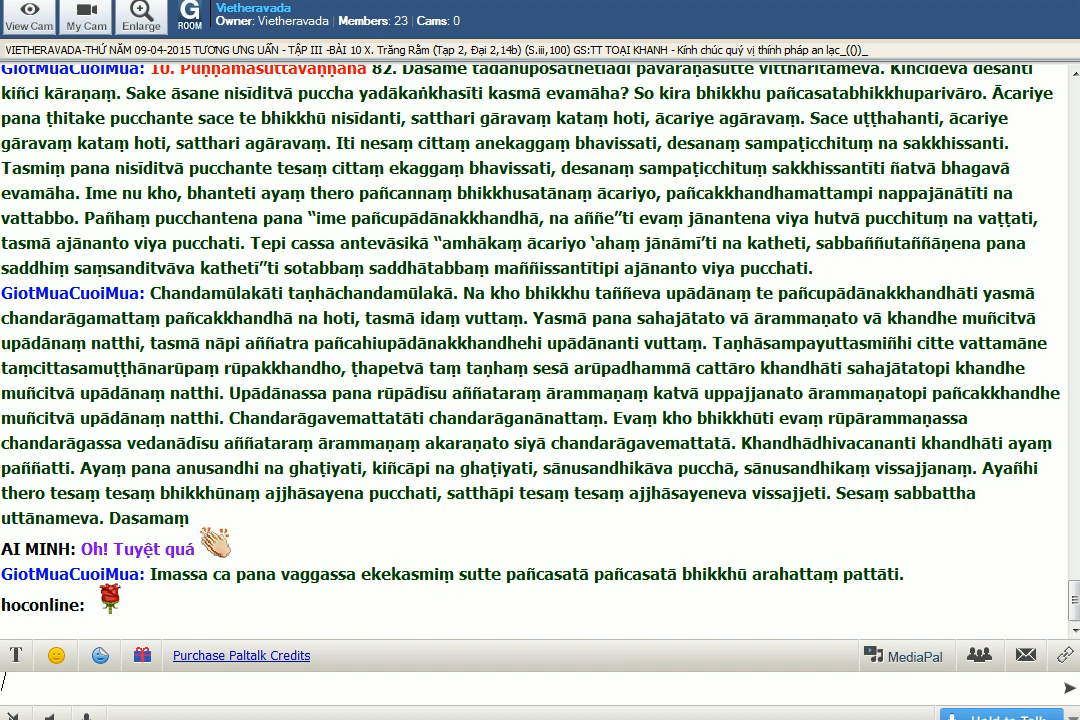 Vietheravada
Owner: Vietheravada | Members: 23 | Cams: 0
View Cam My Cam Enlarge G ROOM
VIETHERAVADA-THỨ NĂM 09-04-2015 TƯƠNG ƯNG UẨN - TẬP III -BÀI 10 X. Trăng Rằm (Tạp 2, Đại 2,14b) (S.iii,100) GS:TT TOẠI KHANH - Kính chúc quý vị thính pháp an lạc_(())_
GiotMuaCuoiMua: 10. Puṇṇamasuttavaṇṇanā 82. Dasame tadahuposathetiādi pavāraṇasutte vitthāritameva. Kiñcideva desanti
kiñci kāraṇaṃ. Sake āsane nisīditvā puccha yadākaṅkhasīti kasmā evamāha? So kira bhikkhu pañcasatabhikkhuparivāro. Ācariye
pana ṭhitake pucchante sace te bhikkhū nisīdanti, satthari gāravaṃ kataṃ hoti, ācariye agāravaṃ. Sace uṭṭhahanti, ācariye
gāravaṃ kataṃ hoti, satthari agāravaṃ. Iti nesaṃ cittaṃ anekaggaṃ bhavissati, desanaṃ sampaṭicchituṃ na sakkhissanti.
Tasmiṃ pana nisīditvā pucchante tesaṃ cittaṃ ekaggaṃ bhavissati, desanaṃ sampaṭicchituṃ sakkhissantīti ñatvā bhagavā
evamāha. Ime nu kho, bhanteti ayaṃ thero pañcannaṃ bhikkhusatānaṃ ācariyo, pañcakkhandhamattampi nappajānātīti na
vattabbo. Pañhaṃ pucchantena pana “ime pañcupādānakkhandhā, na aññe”ti evaṃ jānantena viya hutvā pucchituṃ na vaṭṭati,
tasmā ajānanto viya pucchati. Tepi cassa antevāsikā “amhākaṃ ācariyo ‘ahaṃ jānāmī’ti na katheti, sabbaññutaññāṇena pana
saddhiṃ saṃsanditvāva kathetī”ti sotabbaṃ saddhātabbaṃ maññissantītipi ajānanto viya pucchati.
GiotMuaCuoiMua: Chandamūlakāti taṇhāchandamūlakā. Na kho bhikkhu taññeva upādānaṃ te pañcupādānakkhandhāti yasmā
chandarāgamattaṃ pañcakkhandhā na hoti, tasmā idaṃ vuttaṃ. Yasmā pana sahajātato vā ārammaṇato vā khandhe muñcitvā
upādānaṃ natthi, tasmā nāpi aññatra pañcahiupādānakkhandhehi upādānanti vuttaṃ. Taṇhāsampayuttasmiñhi citte vattamāne
taṃcittasamuṭṭhānarūpaṃ rūpakkhandho, ṭhapetvā taṃ taṇhaṃ sesā arūpadhammā cattāro khandhāti sahajātatopi khandhe
muñcitvā upādānaṃ natthi. Upādānassa pana rūpādīsu aññataraṃ ārammaṇaṃ katvā uppajjanato ārammaṇatopi pañcakkhandhe
muñcitvā upādānaṃ natthi. Chandarāgavemattatāti chandarāganānattaṃ. Evaṃ kho bhikkhūti evaṃ rūpārammaṇassa
chandarāgassa vedanādīsu aññataraṃ ārammaṇaṃ akaraṇato siyā chandarāgavemattatā. Khandhādhivacananti khandhāti ayaṃ
paññatti. Ayaṃ pana anusandhi na ghaṭiyati, kiñcāpi na ghaṭiyati, sānusandhikāva pucchā, sānusandhikaṃ vissajjanaṃ. Ayañhi
thero tesaṃ tesaṃ bhikkhūnaṃ ajjhāsayena pucchati, satthāpi tesaṃ tesaṃ ajjhāsayeneva vissajjeti. Sesaṃ sabbattha
uttānameva. Dasamaṃ
AI MINH: Oh! Tuyệt quá
GiotMuaCuoiMua: Imassa ca pana vaggassa ekekasmiṃ sutte pañcasatā pañcasatā bhikkhū arahattaṃ pattāti.
hoconline:
T Purchase Paltalk Credits MediaPal
/
Hold to Talk